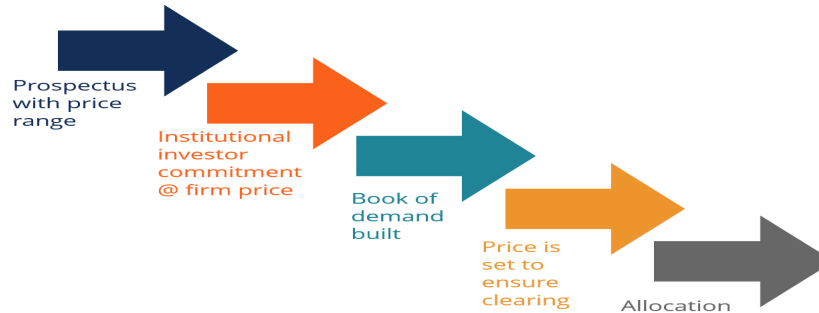 Prospectus
with price
range
Institutional
investor
commitment
@ firm price
Book of
demand
built
Price is
set to
ensure
clearing
Allocation